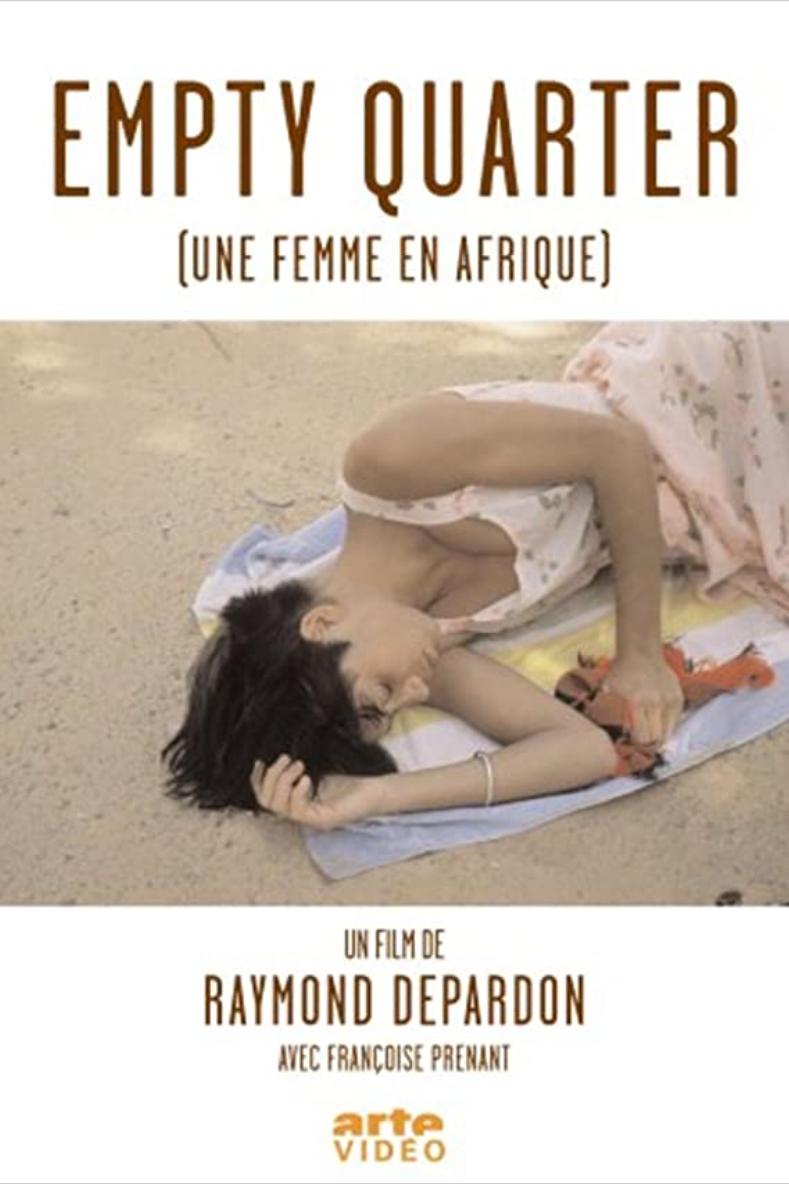 EMPTY QUARTER
(UNE FEMME EN AFRIQUE)
UN FILM DE
RAYMOND DEPARDON
AVEC FRANÇOISE PRENANT
arte
VIDEO